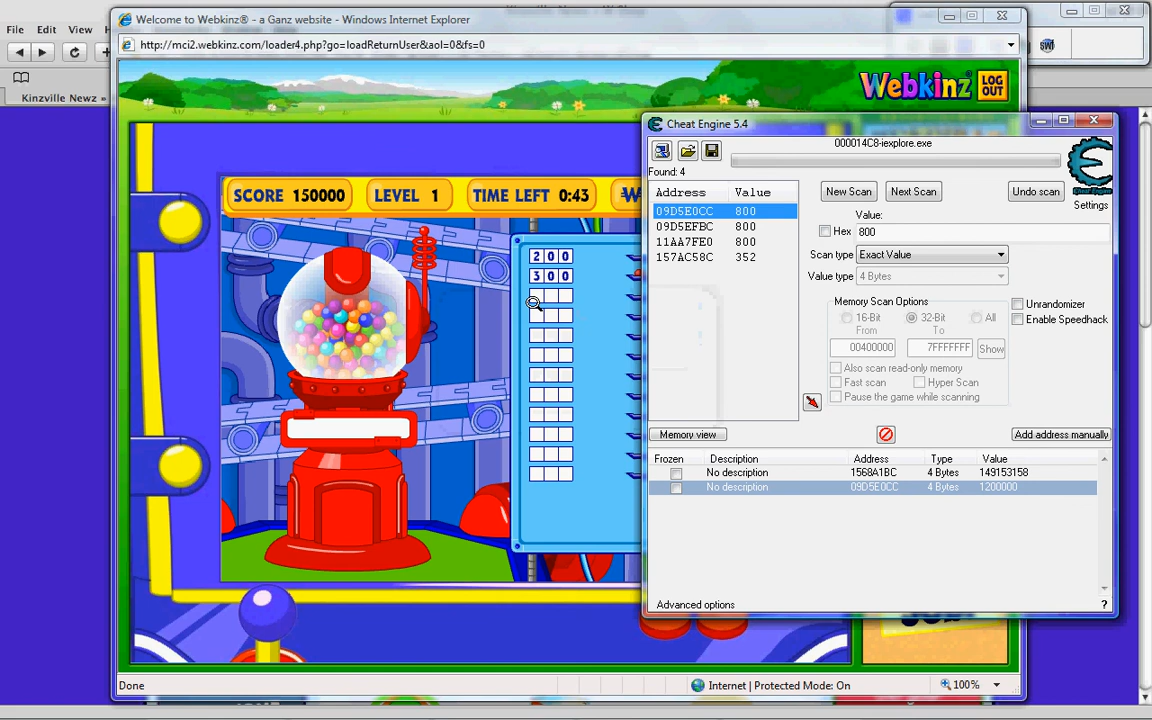 Welcome to Webkinz® - a Ganz website - Windows Internet Explorer
File Edit View
http://mci2.webkinz.com/loader4.php?go=loadReturnUser&aol=0&fs=0
SWF
Kinzville Newz »
Webkinz
LOG OUT
SCORE 150000
LEVEL 1
TIME LEFT 0:43
W
200
300
Cheat Engine 5.4
000014C8-iexplore.exe
Found: 4
Address Value
09D5E0CC 800
09D5EFBC 800
11AA7FE0 800
157AC58C 352
New Scan Next Scan Undo scan
Cheat Engine
Settings
Value:
Hex 800
Scan type Exact Value
Value type 4 Bytes
Memory Scan Options
16-Bit 32-Bit All
From To
00400000 7FFFFFFF Show
Also scan read-only memory
Fast scan Hyper Scan
Pause the game while scanning
Unrandomizer
Enable Speedhack
Memory view
Add address manually
Frozen Description Address Type Value
No description 1568A1BC 4 Bytes 149153158
No description 09D5E0CC 4 Bytes 1200000
Advanced options ?
Done
Internet | Protected Mode: On
100%